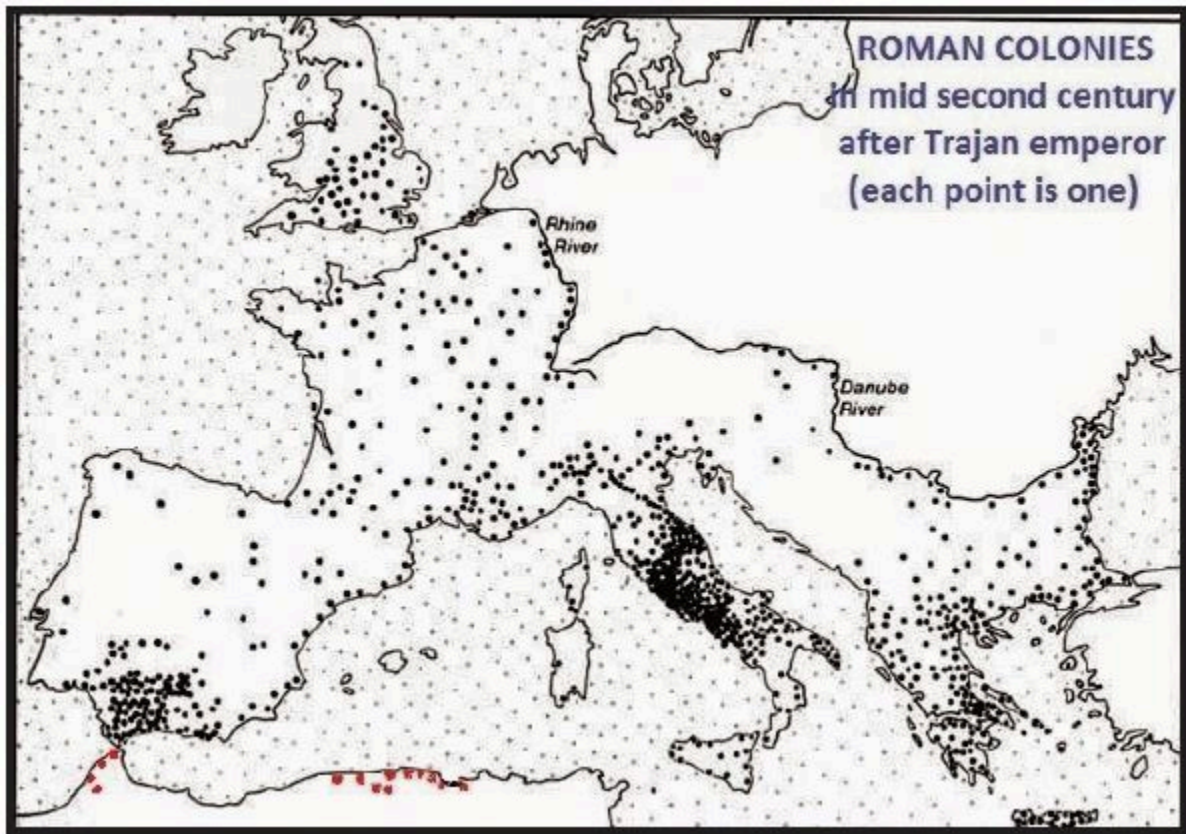 ROMAN COLONIES
in mid second century
after Trajan emperor
(each point is one)
Rhine
River
Danube
River